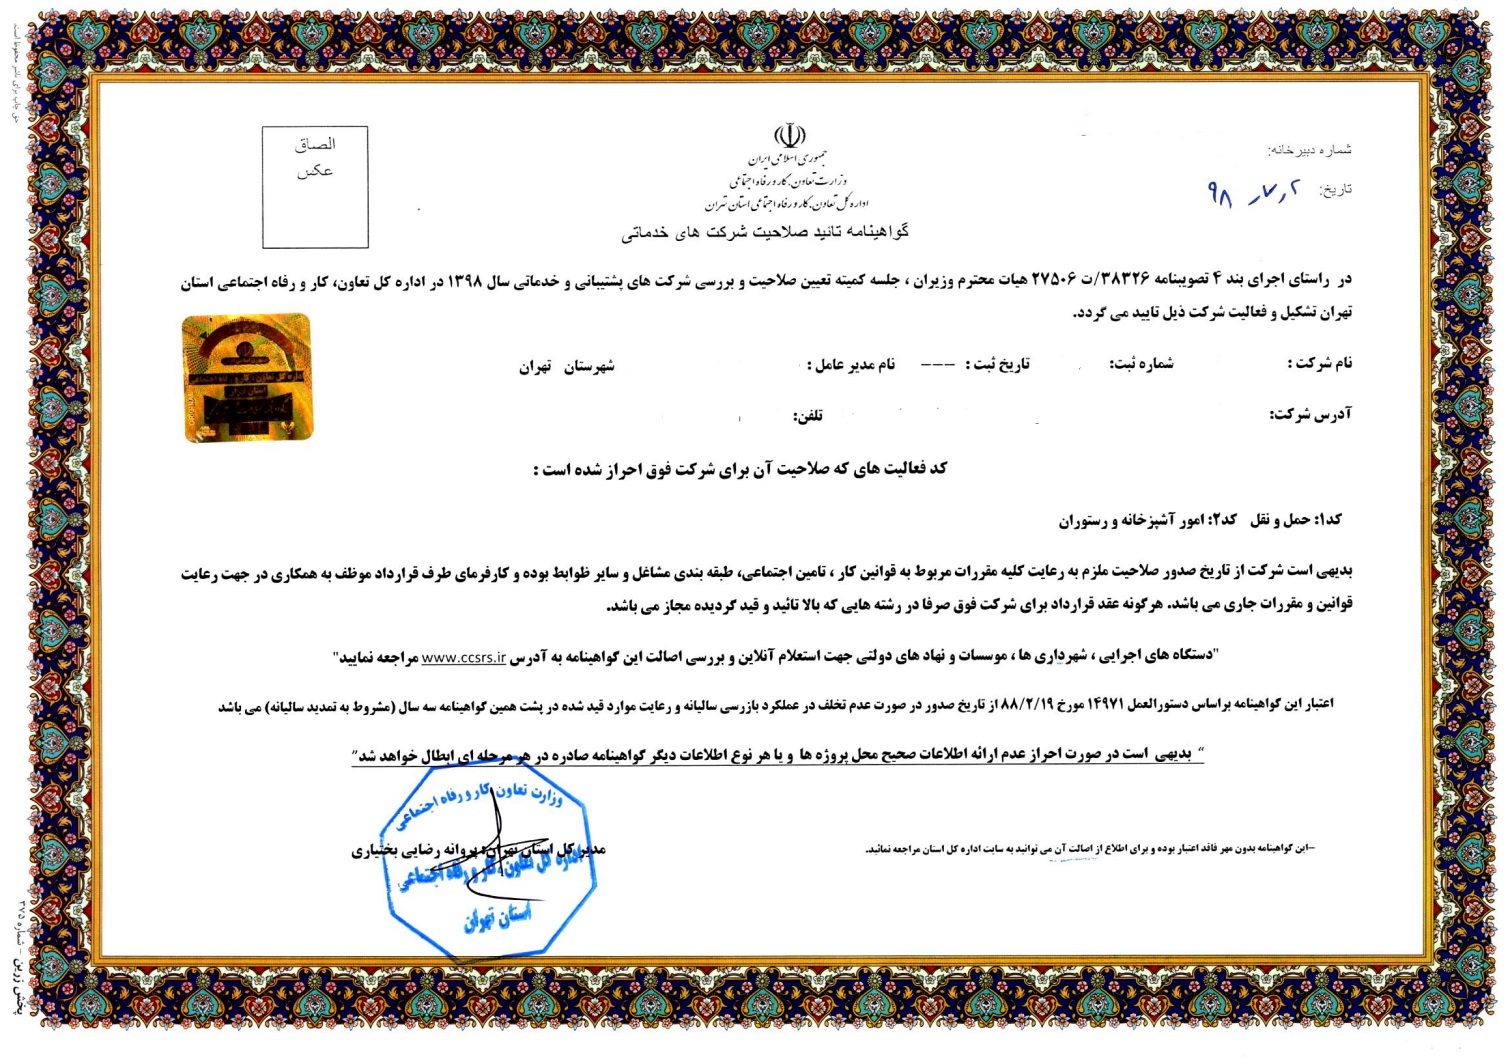 حق چاپ برای ناشر محفوظ است.
الصاق
عکس
جمهوری اسلامی ایران
وزارت تعاون، کار و رفاه اجتماعی
اداره کل تعاون، کار و رفاه اجتماعی استان تهران
گواهینامه تائید صلاحیت شرکت های خدماتی
شماره دبیرخانه:
تاریخ: ۹۸٫۷٫۲
در راستای اجرای بند ۴ تصویبنامه ۳۸۳۲۶/ت ۲۷۵۰۶ هیات محترم وزیران ، جلسه کمیته تعیین صلاحیت و بررسی شرکت های پشتیبانی و خدماتی سال ۱۳۹۸ در اداره کل تعاون، کار و رفاه اجتماعی استان
تهران تشکیل و فعالیت شرکت ذیل تایید می گردد.
نام شرکت : شماره ثبت: تاریخ ثبت : --- نام مدیر عامل : شهرستان تهران
آدرس شرکت: تلفن:
کد فعالیت های که صلاحیت آن برای شرکت فوق احراز شده است :
کد۱: حمل و نقل کد۲: امور آشپزخانه و رستوران
بدیهی است شرکت از تاریخ صدور صلاحیت ملزم به رعایت کلیه مقررات مربوط به قوانین کار ، تامین اجتماعی، طبقه بندی مشاغل و سایر ظوابط بوده و کارفرمای طرف قرارداد موظف به همکاری در جهت رعایت
قوانین و مقررات جاری می باشد. هرگونه عقد قرارداد برای شرکت فوق صرفا در رشته هایی که بالا تائید و قید گردیده مجاز می باشد.
"دستگاه های اجرایی ، شهرداری ها ، موسسات و نهاد های دولتی جهت استعلام آنلاین و بررسی اصالت این گواهینامه به آدرس www.ccsrs.ir مراجعه نمایید"
اعتبار این گواهینامه براساس دستورالعمل ۱۴۹۷۱ مورخ ۸۸/۲/۱۹ از تاریخ صدور در صورت عدم تخلف در عملکرد بازرسی سالیانه و رعایت موارد قید شده در پشت همین گواهینامه سه سال (مشروط به تمدید سالیانه) می باشد
" بدیهی است در صورت احراز عدم ارائه اطلاعات صحیح محل پروژه ها و یا هر نوع اطلاعات دیگر گواهینامه صادره در هر مرحله ای ابطال خواهد شد"
وزارت تعاون، کار و رفاه اجتماعی
مدیر کل استان تهران: پروانه رضایی بختیاری
اداره کل تعاون، کار و رفاه اجتماعی
استان تهران
–این گواهینامه بدون مهر فاقد اعتبار بوده و برای اطلاع از اصالت آن می توانید به سایت اداره کل استان مراجعه نمائید.
پخش زرین - شماره ۳۷۵